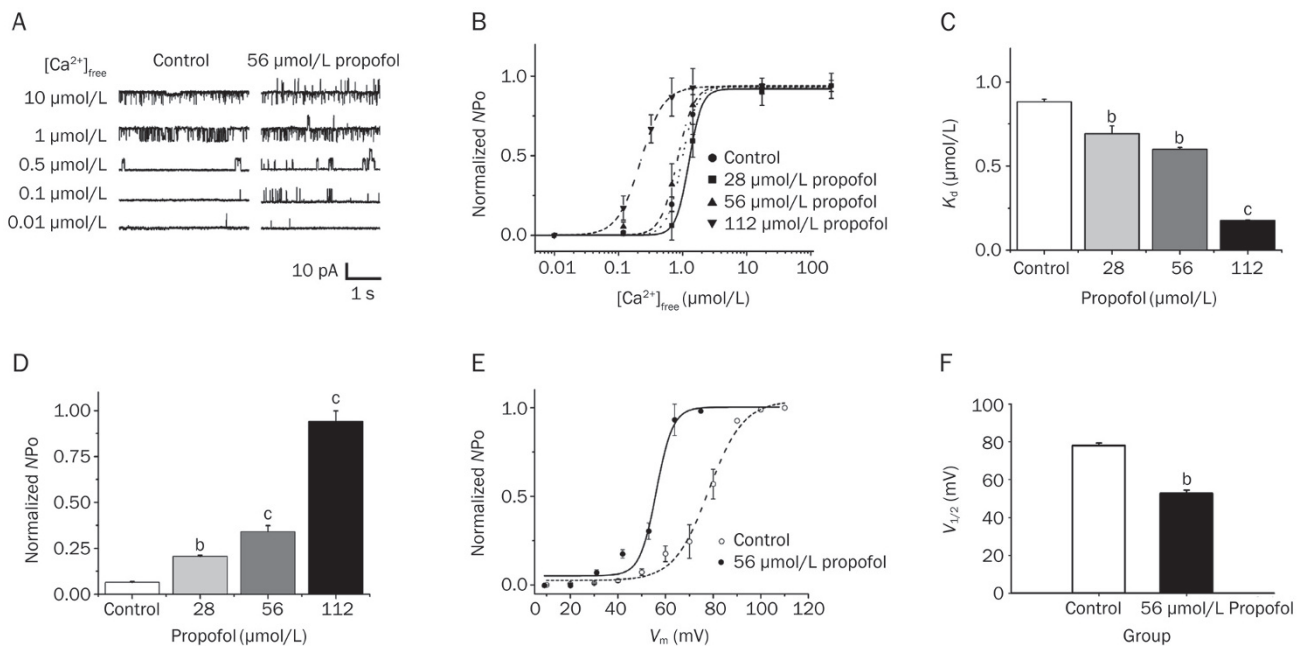 A
[Ca²⁺]free
Control
56 μmol/L propofol
10 μmol/L
1 μmol/L
0.5 μmol/L
0.1 μmol/L
0.01 μmol/L
10 pA
1 s
B
Normalized NPo
1.0
0.5
0.0
Control
28 μmol/L propofol
56 μmol/L propofol
112 μmol/L propofol
0.01 0.1 1.0 10 100
[Ca²⁺]free (μmol/L)
C
Kd (μmol/L)
1.0
0.5
0.0
b
b
c
Control 28 56 112
Propofol (μmol/L)
D
Normalized NPo
1.00
0.75
0.50
0.25
0.00
b
c
c
Control 28 56 112
Propofol (μmol/L)
E
Normalized NPo
1.0
0.5
0.0
Control
56 μmol/L propofol
0 20 40 60 80 100 120
Vm (mV)
F
V1/2 (mV)
100
80
60
40
20
0
b
Control 56 μmol/L Propofol
Group